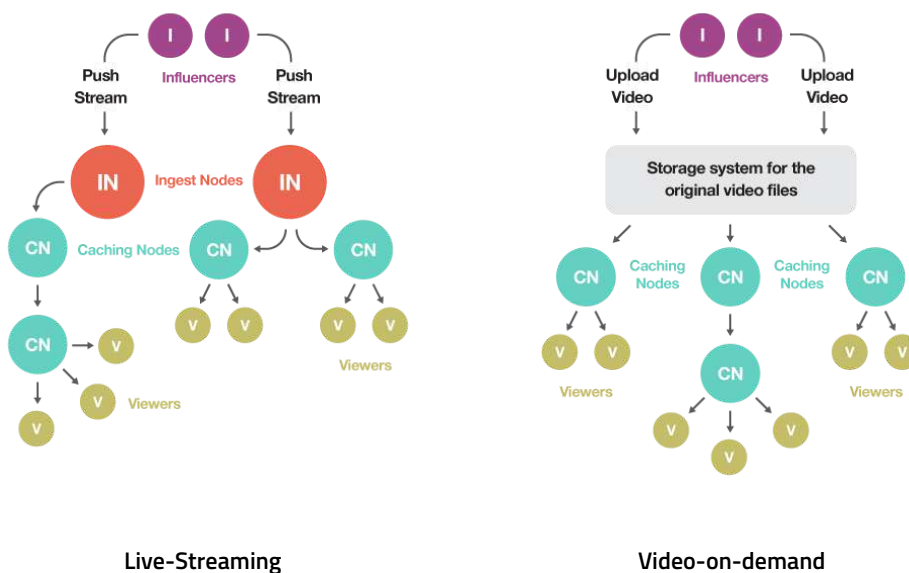 I I
Influencers
Push
Stream
Push
Stream
IN Ingest Nodes IN
CN Caching Nodes CN CN
V V V V
CN V
Viewers
V Viewers
V
Live-Streaming
I I
Influencers
Upload
Video
Upload
Video
Storage system for the
original video files
CN Caching
Nodes CN Caching
Nodes CN
V V V V
Viewers Viewers
CN
V V
V
Video-on-demand